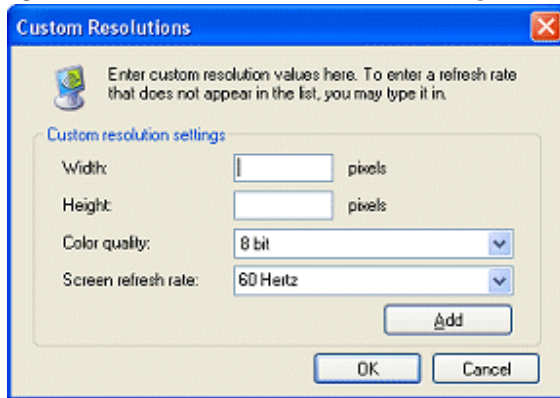 Custom Resolutions
Enter custom resolution values here. To enter a refresh rate
that does not appear in the list, you may type it in.
Custom resolution settings
Width: pixels
Height: pixels
Color quality: 8 bit
Screen refresh rate: 60 Hertz
Add
OK Cancel